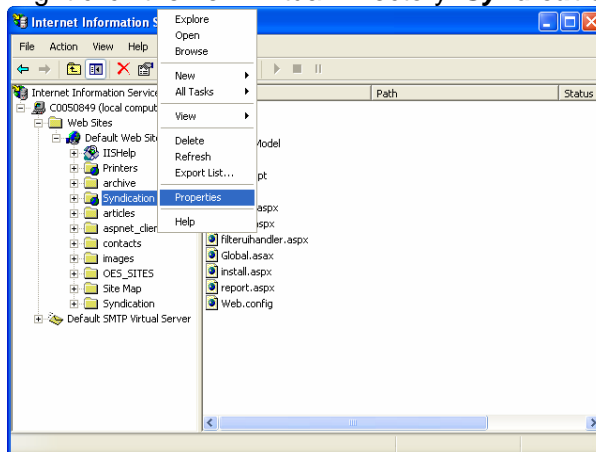 Internet Information S
File Action View Help
Explore
Open
Browse
New
All Tasks
View
Delete
Refresh
Export List...
Properties
Help
Internet Information Service
C0050849 (local comput
Web Sites
Default Web Sit
IISHelp
Printers
archive
Syndication
articles
aspnet_clien
contacts
images
OES_SITES
Site Map
Syndication
Default SMTP Virtual Server
Path Status
Model
pt
aspx
aspx
filteruihandler.aspx
Global.asax
install.aspx
report.aspx
Web.config